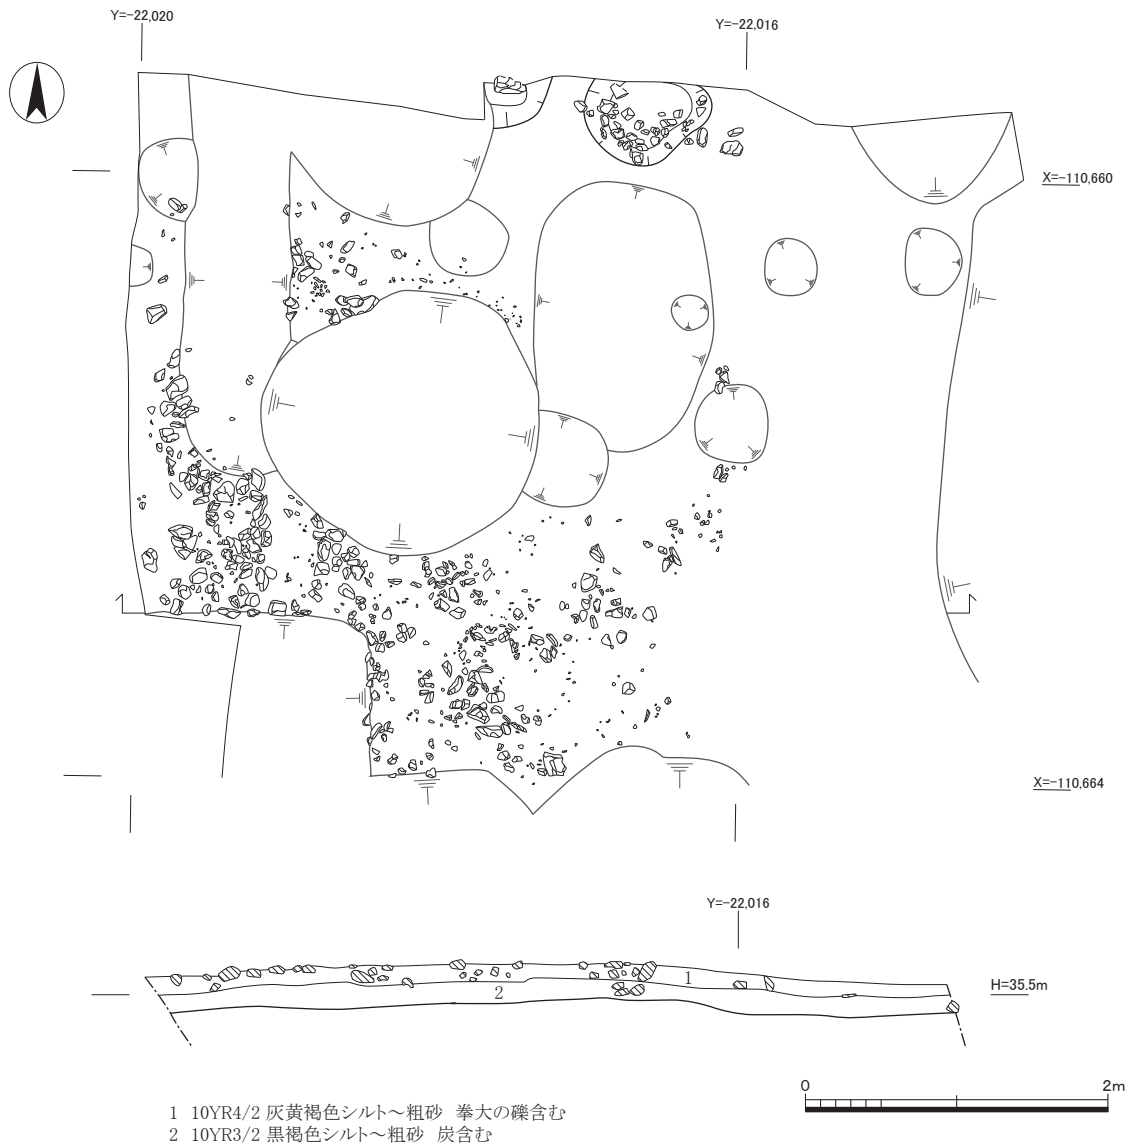 Y=-22,020
Y=-22,016
X=-110,660
X=-110,664
Y=-22,016
1
2
H=35.5m
0 2m
1 10YR4/2 灰黄褐色シルト～粗砂 拳大の礫含む
2 10YR3/2 黒褐色シルト～粗砂 炭含む